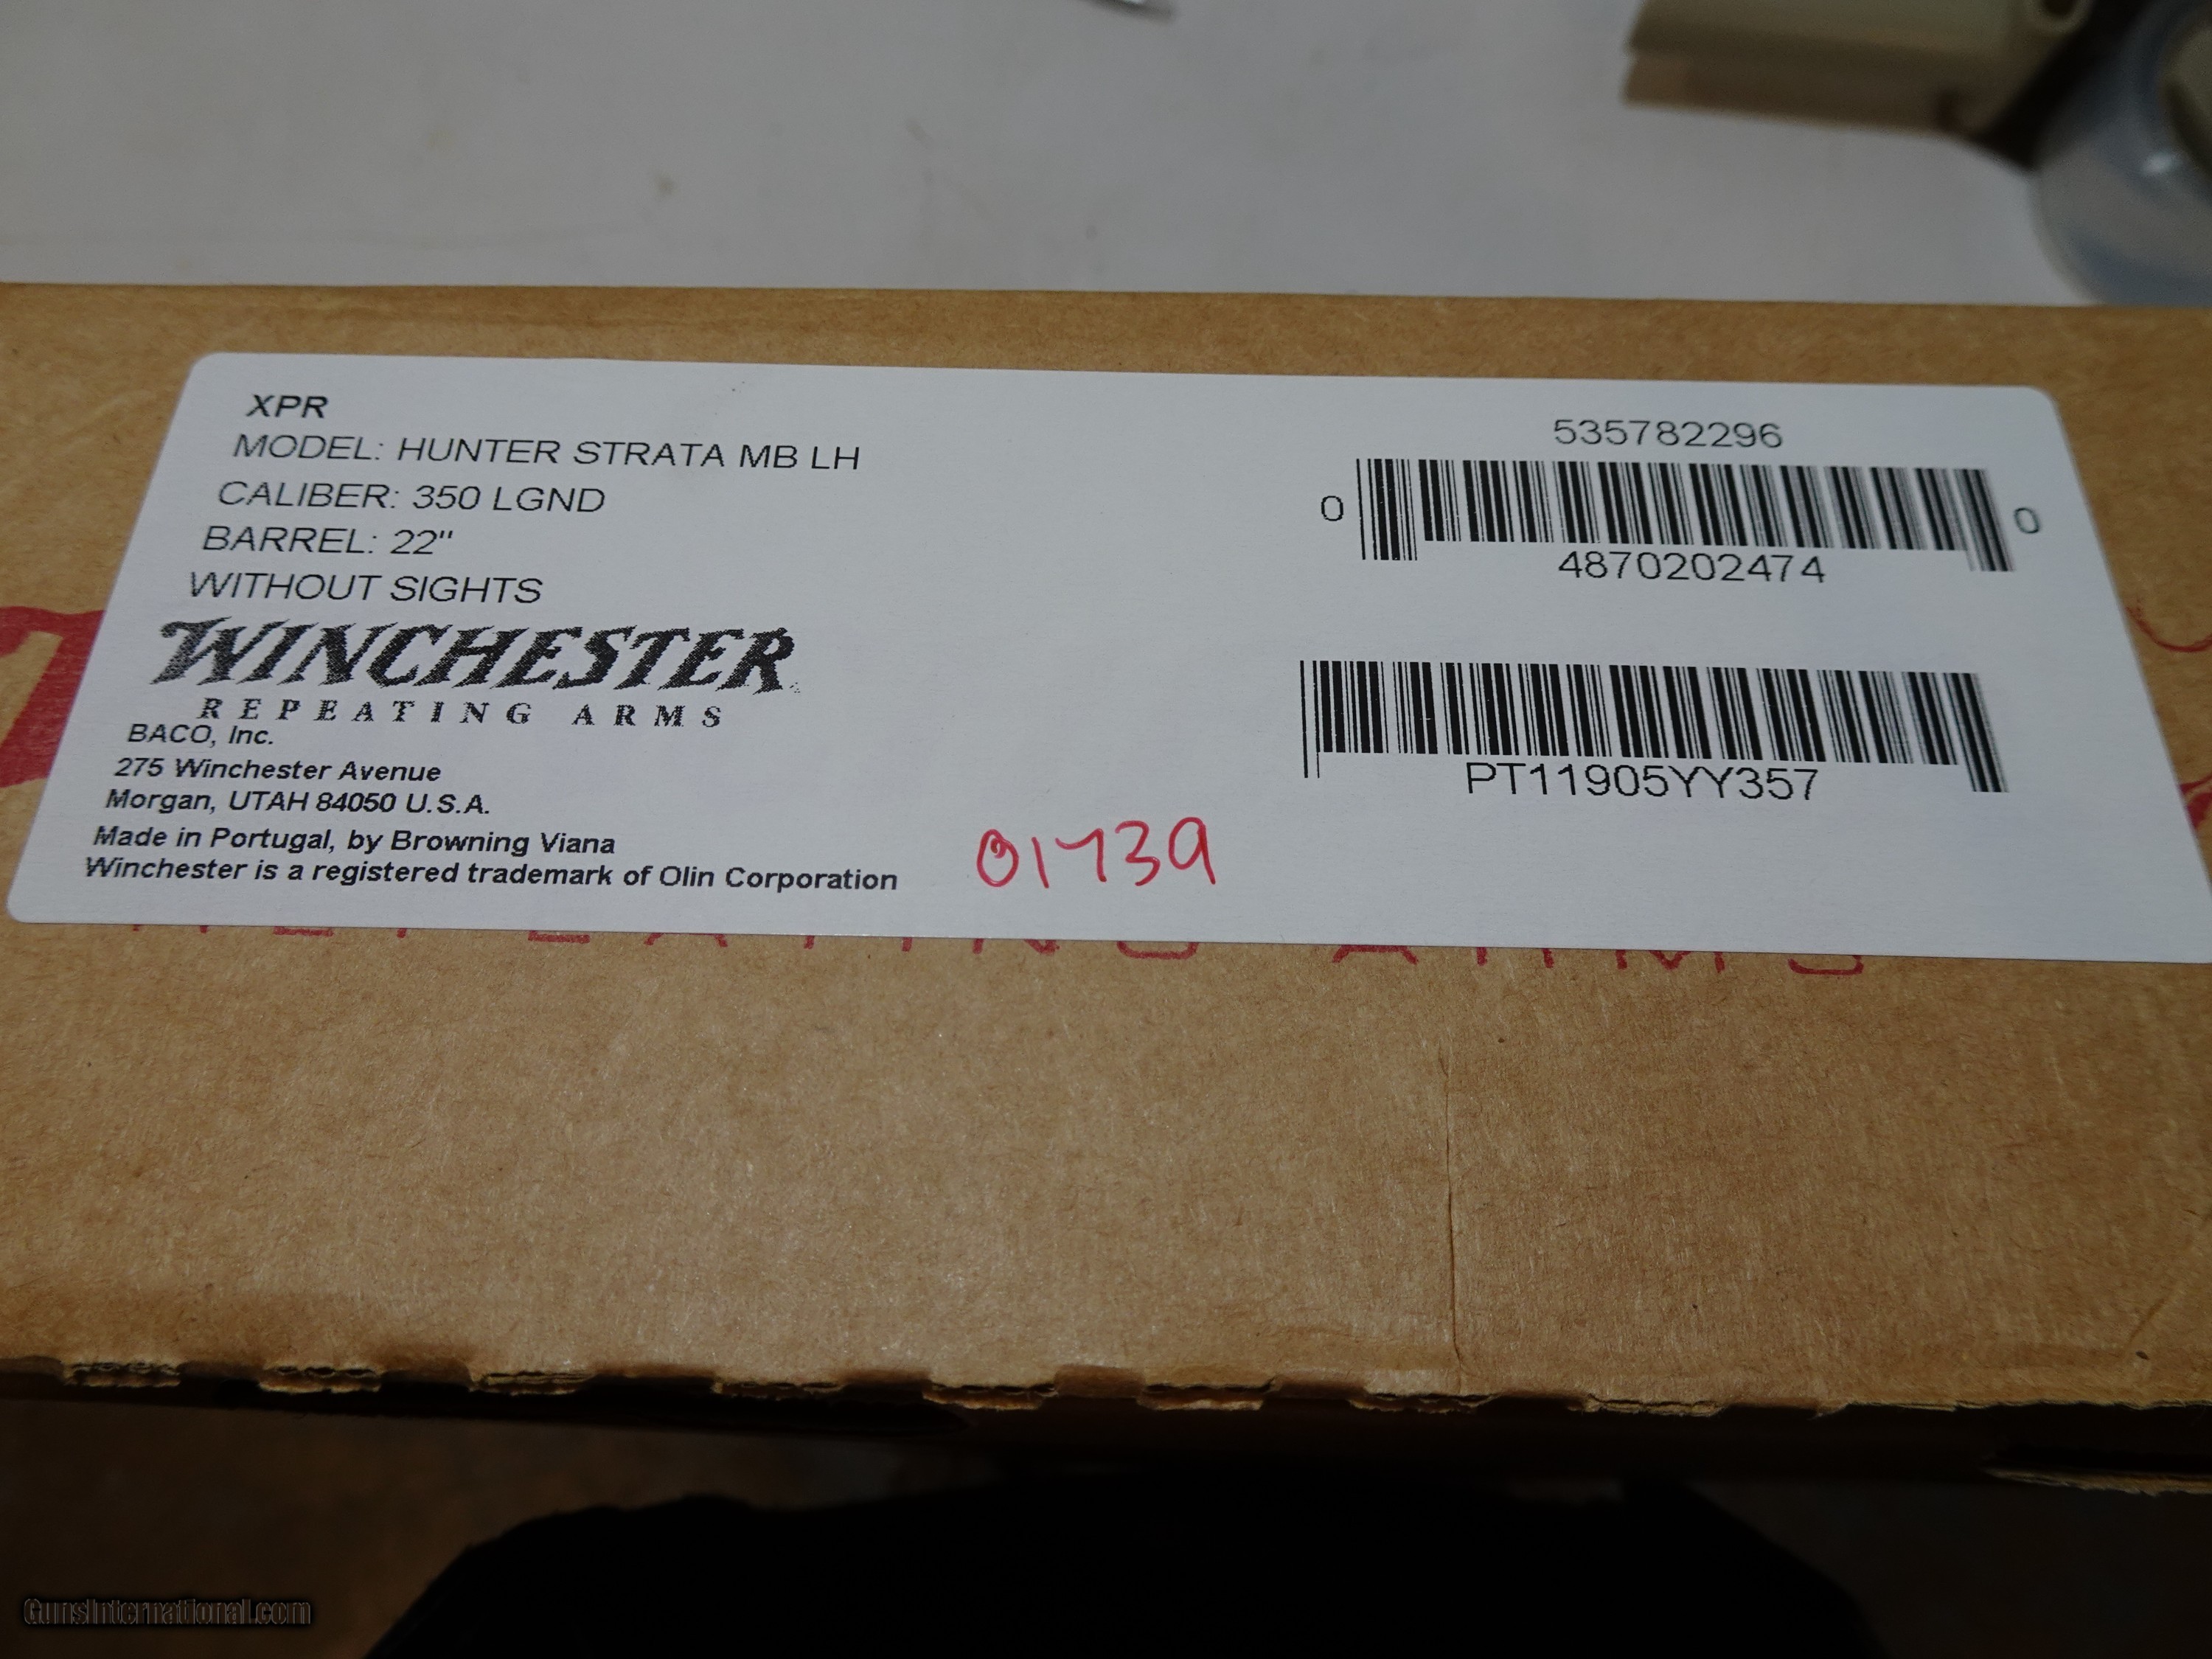 XPR
MODEL: HUNTER STRATA MB LH
CALIBER: 350 LGND
BARREL: 22"
WITHOUT SIGHTS
WINCHESTER
REPEATING ARMS
BACO, Inc.
275 Winchester Avenue
Morgan, UTAH 84050 U.S.A.
Made in Portugal, by Browning Viana
Winchester is a registered trademark of Olin Corporation
535782296
0 4870202474 0
PT11905YY357
01739
REPEATING ARMS
GunsInternational.com